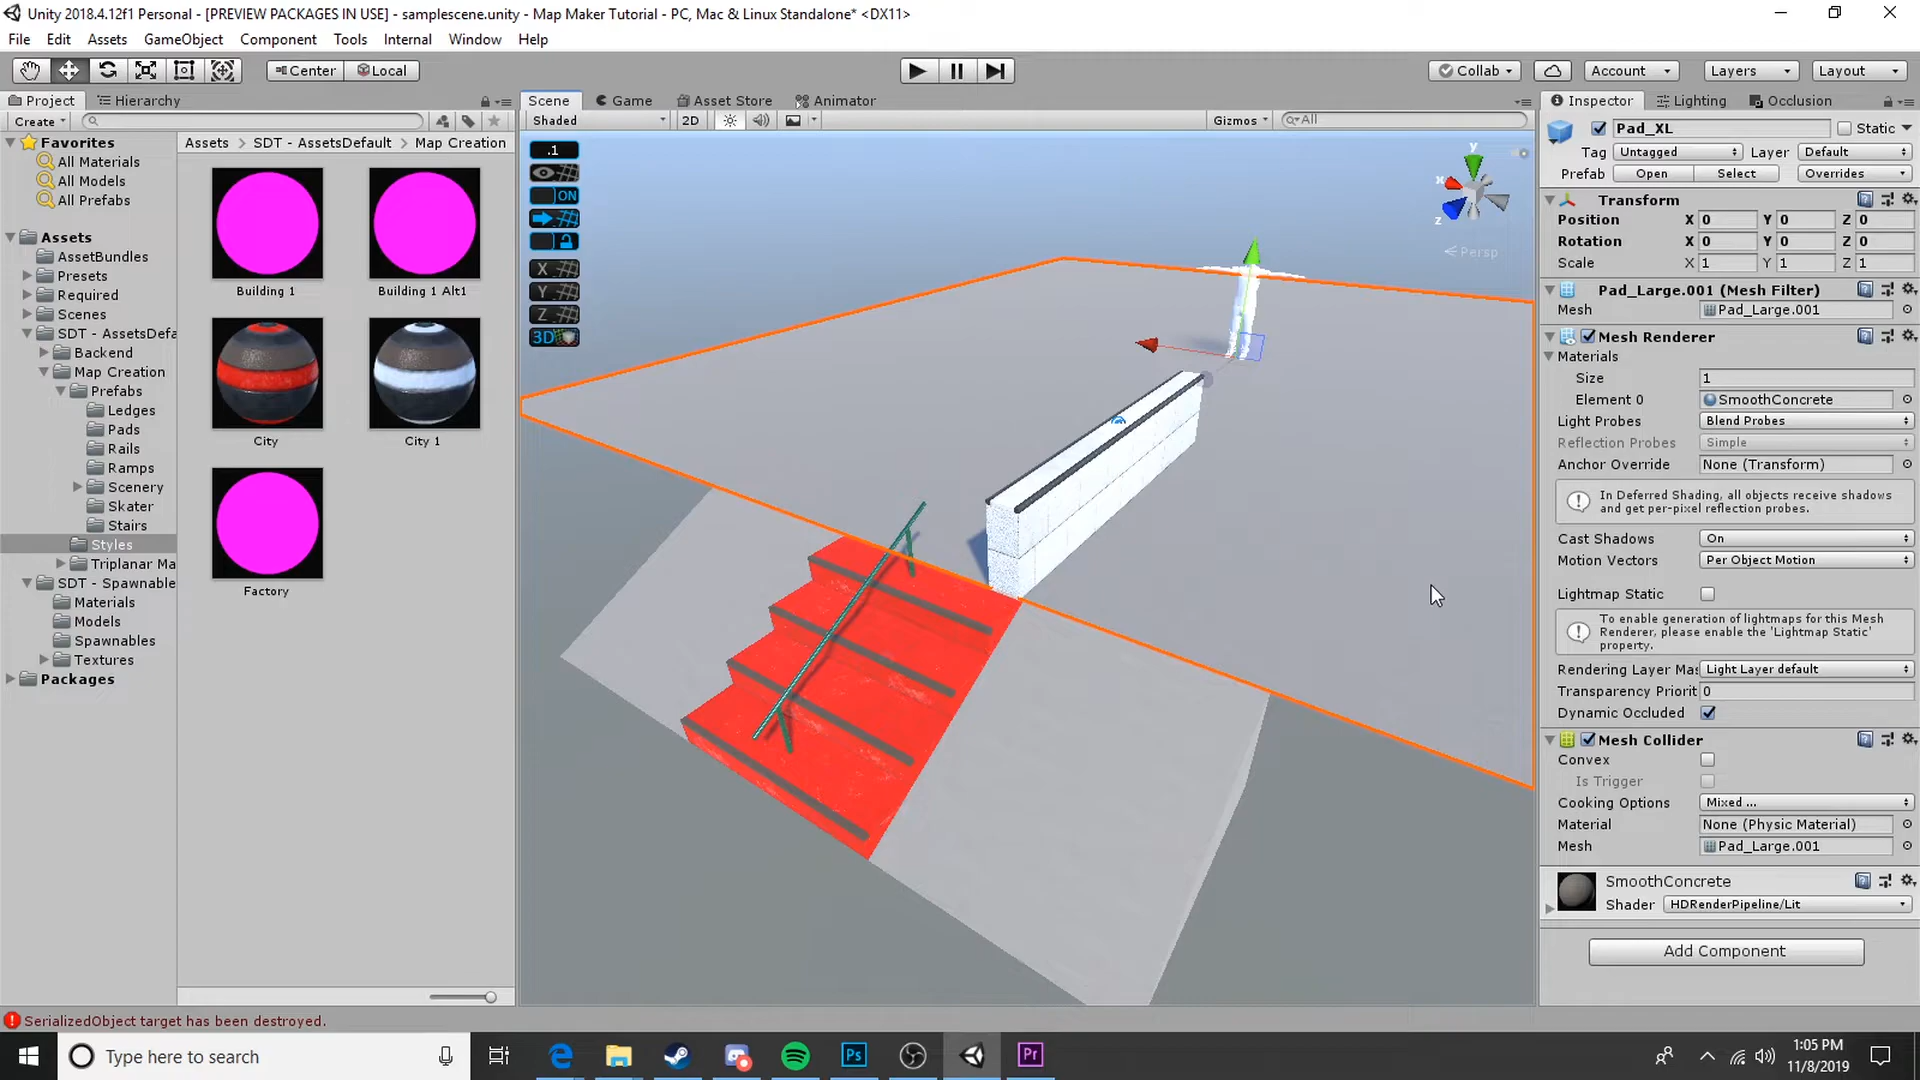 Unity 2018.4.12f1 Personal - [PREVIEW PACKAGES IN USE] - samplescene.unity - Map Maker Tutorial - PC, Mac & Linux Standalone* <DX11>
File Edit Assets GameObject Component Tools Internal Window Help
Center Local Collab Account Layers Layout
Project Hierarchy Scene Game Asset Store Animator Inspector Lighting Occlusion
Create Shaded 2D Gizmos All
Favorites
All Materials
All Models
All Prefabs
Assets
AssetBundles
Presets
Required
Scenes
SDT - AssetsDefa
Backend
Map Creation
Prefabs
Ledges
Pads
Rails
Ramps
Scenery
Skater
Stairs
Styles
Triplanar Ma
SDT - Spawnable
Materials
Models
Spawnables
Textures
Packages
Assets > SDT - AssetsDefault > Map Creation
Building 1
Building 1 Alt1
City
City 1
Factory
.1
ON
X
Y
Z
3D
y
x
z
Persp
Pad_XL Static
Tag Untagged Layer Default
Prefab Open Select Overrides
Transform
Position X 0 Y 0 Z 0
Rotation X 0 Y 0 Z 0
Scale X 1 Y 1 Z 1
Pad_Large.001 (Mesh Filter)
Mesh Pad_Large.001
Mesh Renderer
Materials
Size 1
Element 0 SmoothConcrete
Light Probes Blend Probes
Reflection Probes Simple
Anchor Override None (Transform)
In Deferred Shading, all objects receive shadows
and get per-pixel reflection probes.
Cast Shadows On
Motion Vectors Per Object Motion
Lightmap Static
To enable generation of lightmaps for this Mesh
Renderer, please enable the 'Lightmap Static'
property.
Rendering Layer Mas Light Layer default
Transparency Priorit 0
Dynamic Occluded
Mesh Collider
Convex
Is Trigger
Cooking Options Mixed ...
Material None (Physic Material)
Mesh Pad_Large.001
SmoothConcrete
Shader HDRenderPipeline/Lit
Add Component
SerializedObject target has been destroyed.
Type here to search
Ps
Pr
1:05 PM
11/8/2019